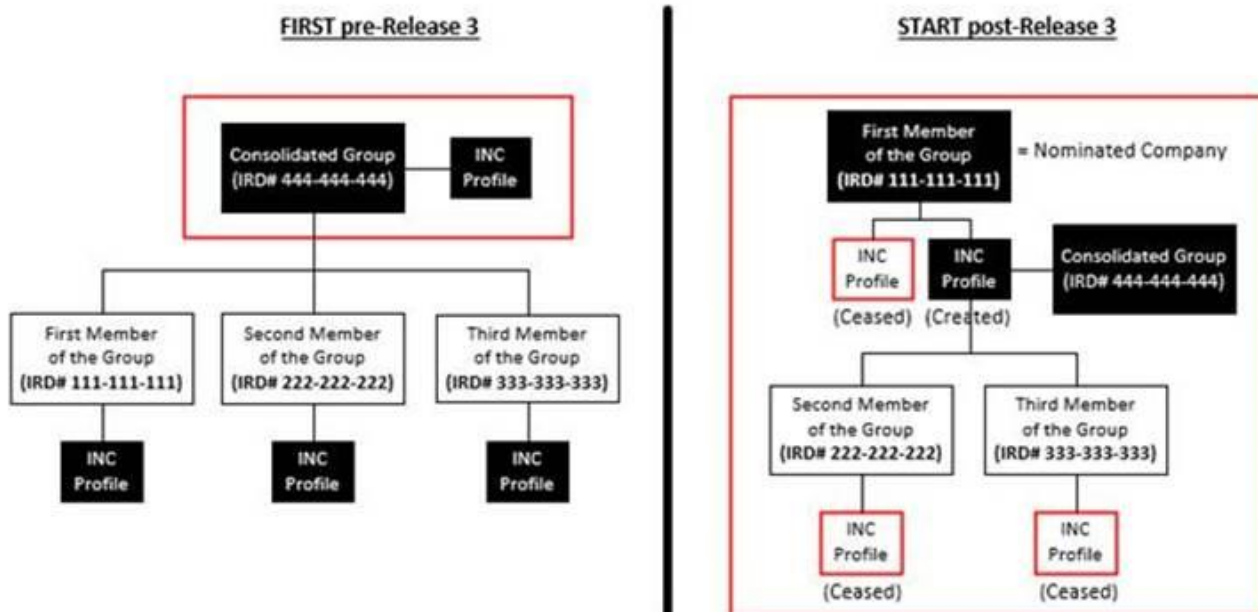 FIRST pre-Release 3
Consolidated Group
(IRD# 444-444-444)
INC
Profile
First Member
of the Group
(IRD# 111-111-111)
Second Member
of the Group
(IRD# 222-222-222)
Third Member
of the Group
(IRD# 333-333-333)
INC
Profile
INC
Profile
INC
Profile
START post-Release 3
First Member
of the Group
(IRD# 111-111-111)
= Nominated Company
INC
Profile
(Ceased)
INC
Profile
(Created)
Consolidated Group
(IRD# 444-444-444)
Second Member
of the Group
(IRD# 222-222-222)
Third Member
of the Group
(IRD# 333-333-333)
INC
Profile
(Ceased)
INC
Profile
(Ceased)